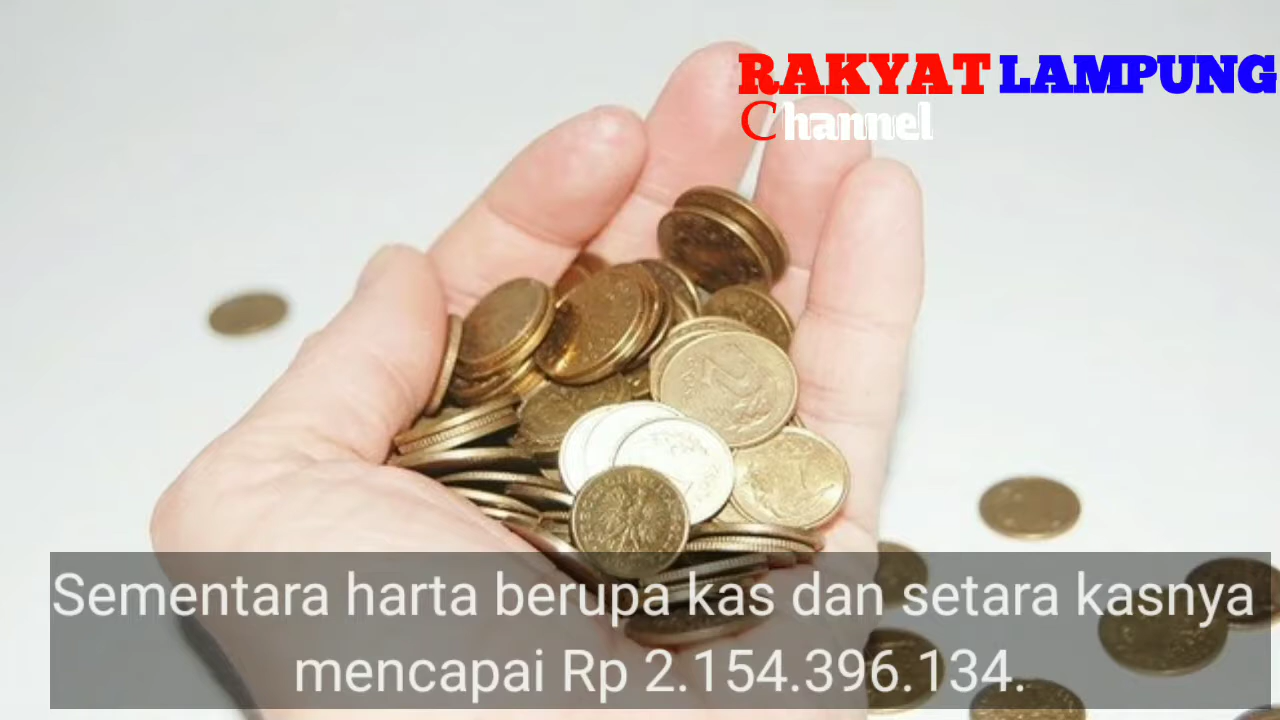 RAKYAT LAMPUNG
Channel
Sementara harta berupa kas dan setara kasnya
mencapai Rp 2.154.396.134.